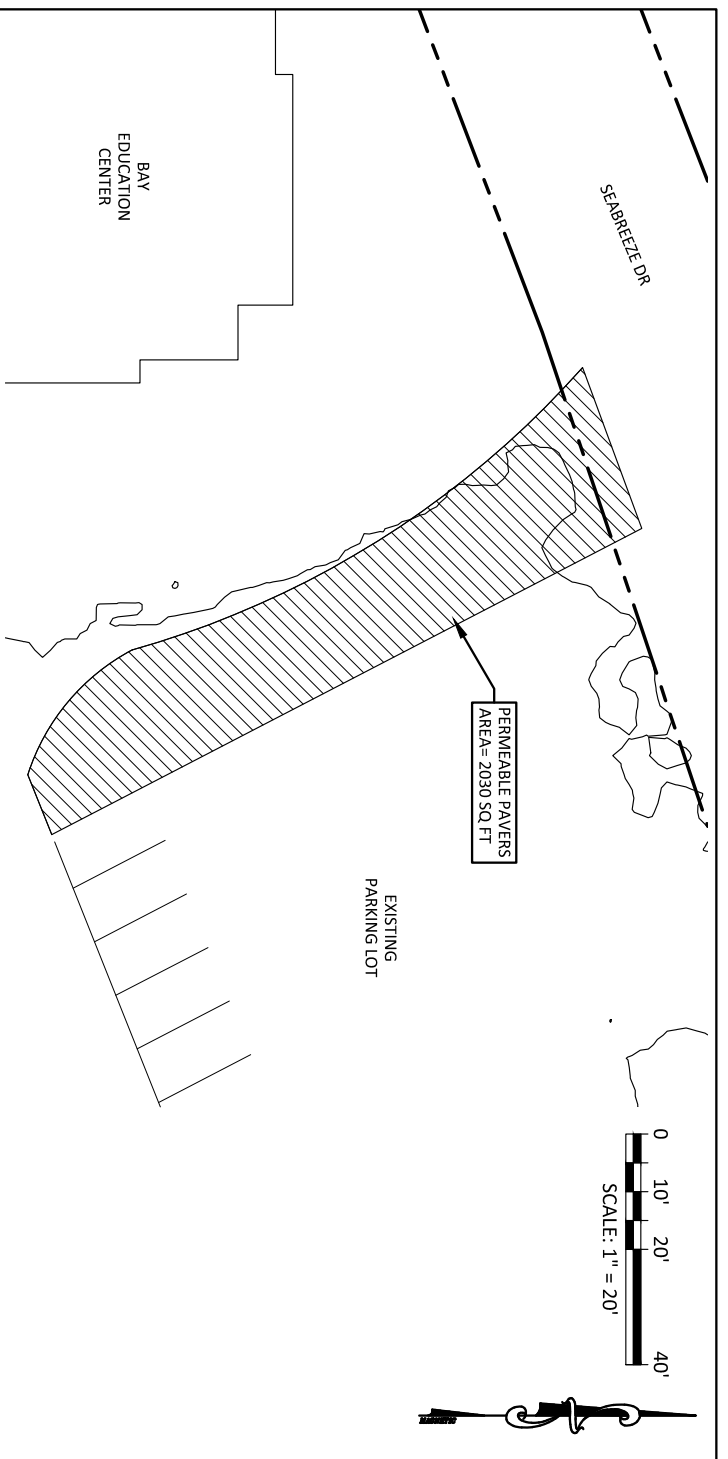 SEABREEZE DR
BAY
EDUCATION
CENTER
PERMEABLE PAVERS
AREA= 2030 SQ FT
EXISTING
PARKING LOT
0 10' 20' 40'
SCALE: 1" = 20'